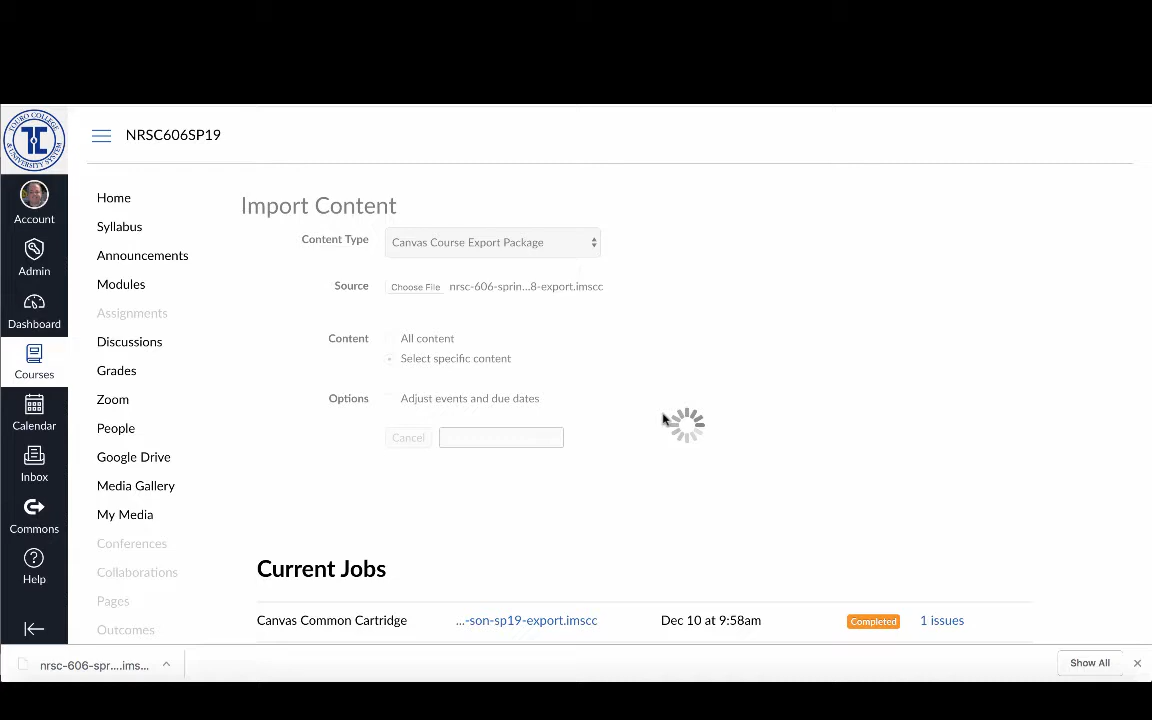 TOURO COLLEGE
& UNIVERSITY SYSTEM
NRSC606SP19
Account
Admin
Dashboard
Courses
Calendar
Inbox
Commons
Help
Home
Syllabus
Announcements
Modules
Assignments
Discussions
Grades
Zoom
People
Google Drive
Media Gallery
My Media
Conferences
Collaborations
Pages
Outcomes
Import Content
Content Type Canvas Course Export Package
Source Choose File nrsc-606-sprin...8-export.imscc
Content All content
Select specific content
Options Adjust events and due dates
Cancel
Current Jobs
Canvas Common Cartridge ...-son-sp19-export.imscc Dec 10 at 9:58am Completed 1 issues
nrsc-606-spr....ims... Show All